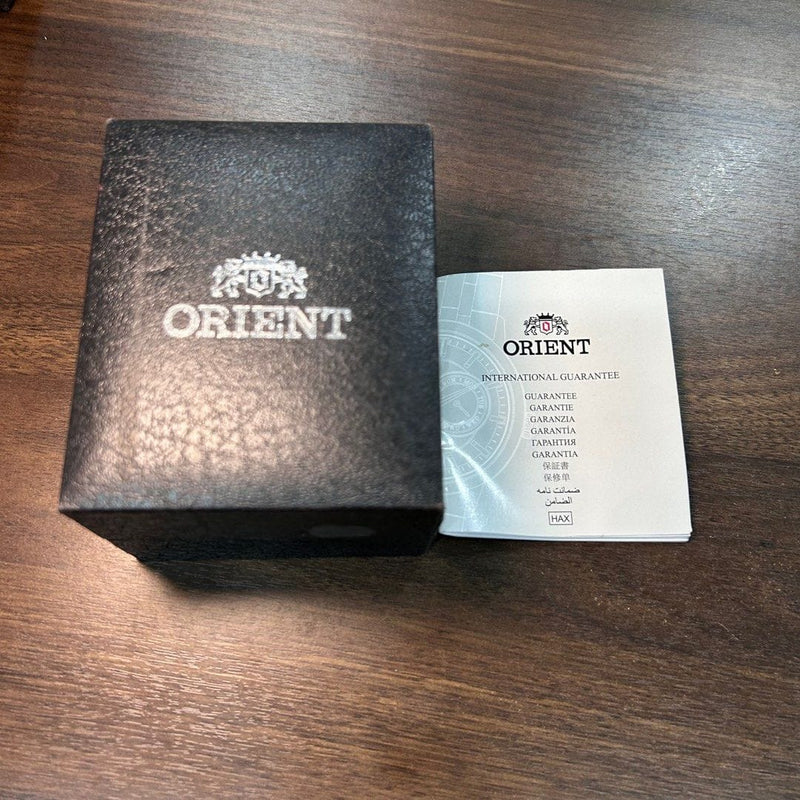 ORIENT
ORIENT
INTERNATIONAL GUARANTEE
GUARANTEE
GARANTIE
GARANZIA
GARANTÍA
ГАРАНТИЯ
GARANTIA
保証書
保修单
ضمانت نامه
الضامن
HAX